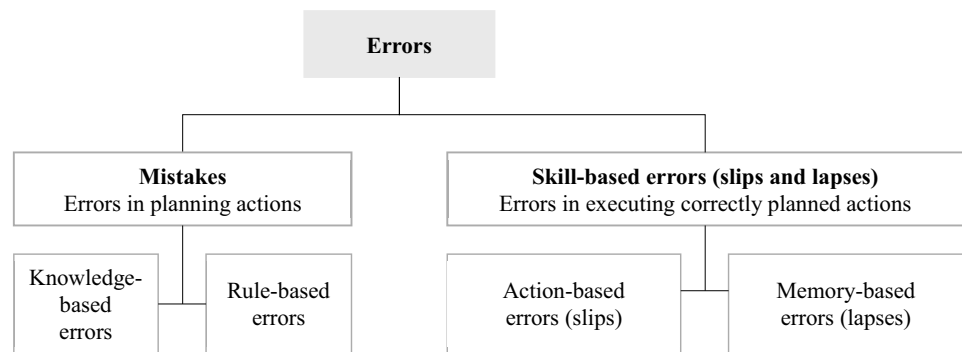 Errors
Mistakes
Errors in planning actions
Skill-based errors (slips and lapses)
Errors in executing correctly planned actions
Knowledge-
based
errors
Rule-based
errors
Action-based
errors (slips)
Memory-based
errors (lapses)